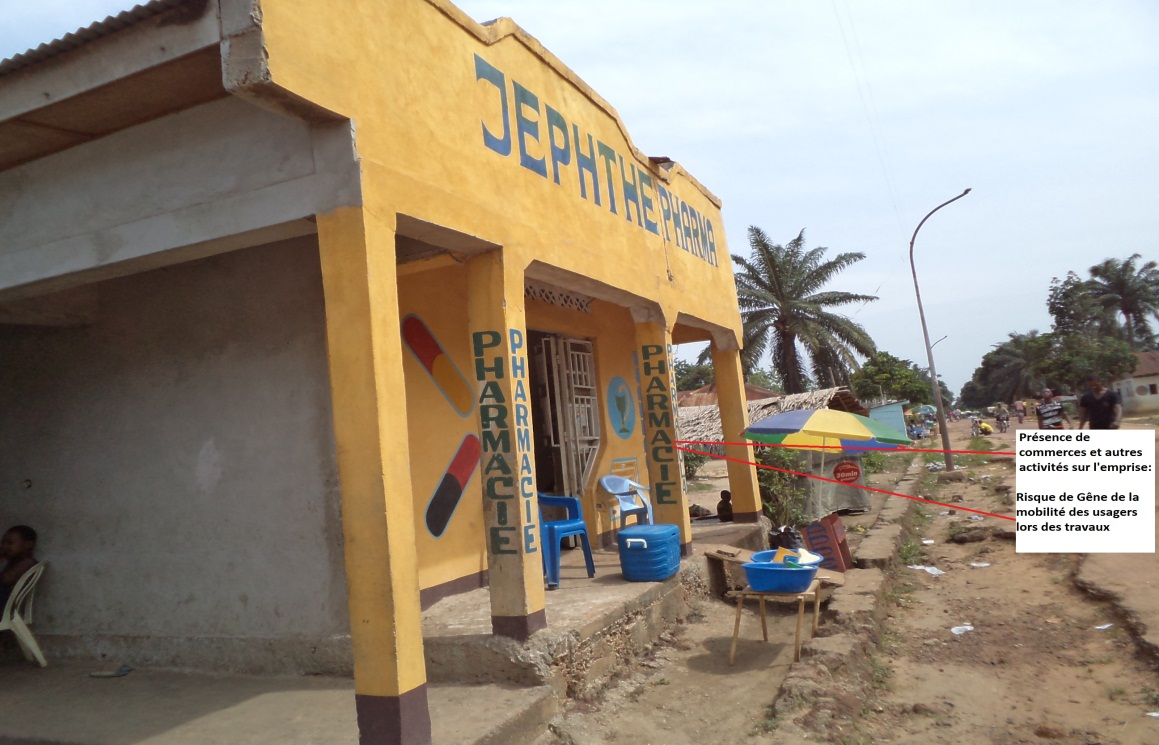 JEPHTHE PHARMA
PHARMACIE
PHARMACIE
PHARMACIE
Présence de
commerces et autres
activités sur l'emprise:
Risque de Gêne de la
mobilité des usagers
lors des travaux